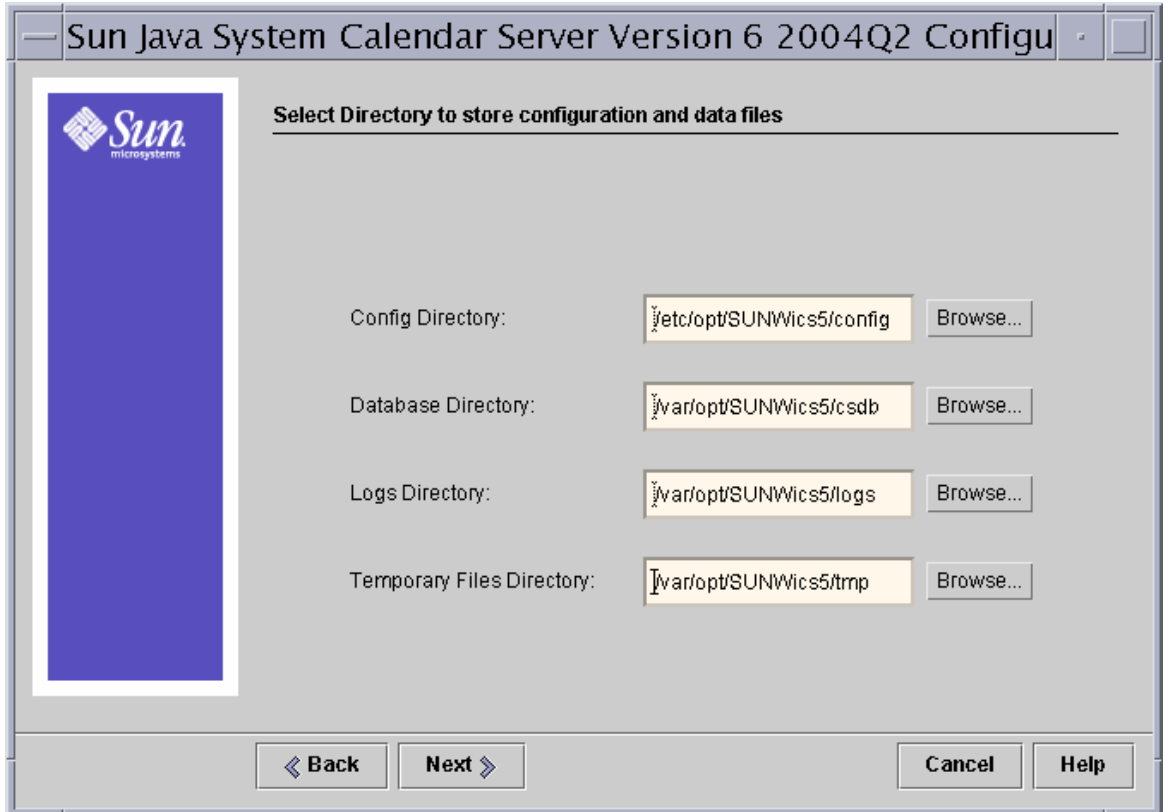 Sun Java System Calendar Server Version 6 2004Q2 Configu
Sun
microsystems
Select Directory to store configuration and data files
Config Directory: /etc/opt/SUNWics5/config Browse...
Database Directory: /var/opt/SUNWics5/csdb Browse...
Logs Directory: /var/opt/SUNWics5/logs Browse...
Temporary Files Directory: /var/opt/SUNWics5/tmp Browse...
Back Next Cancel Help